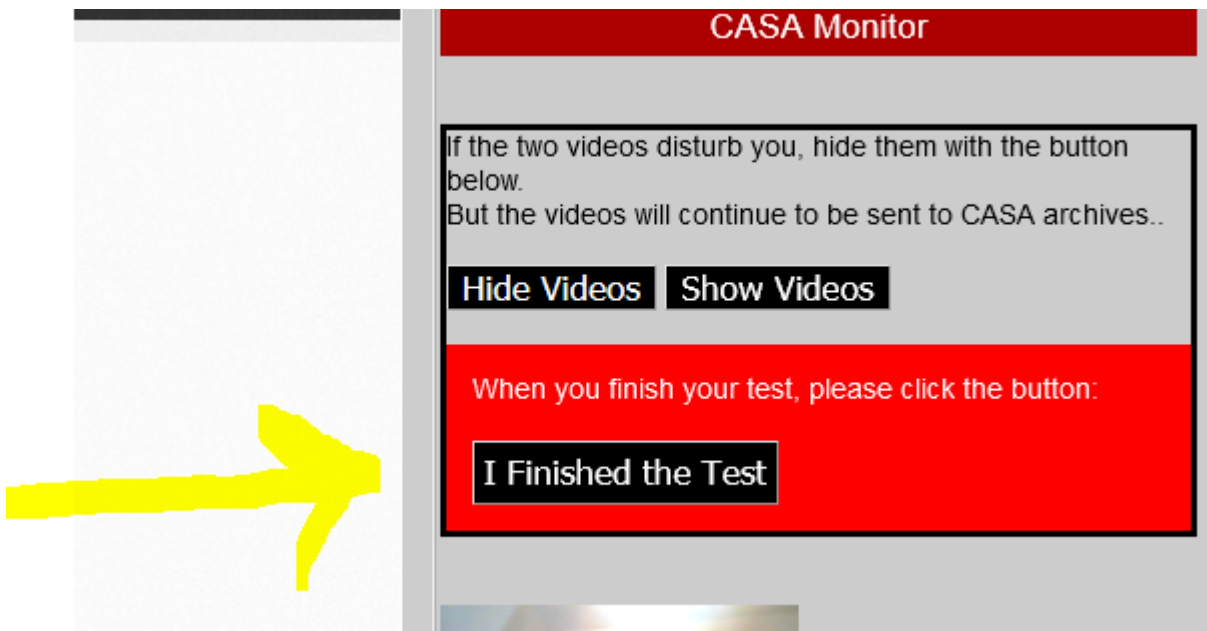 CASA Monitor
If the two videos disturb you, hide them with the button
below.
But the videos will continue to be sent to CASA archives..
Hide Videos Show Videos
When you finish your test, please click the button:
I Finished the Test